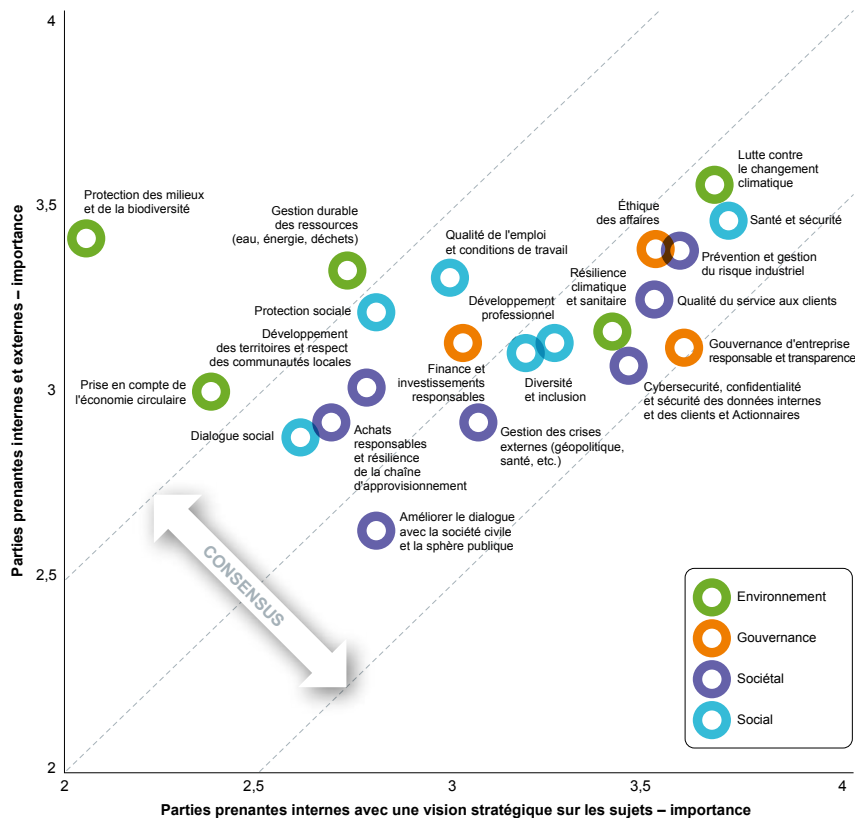 4
3,5
3
2,5
2
2
2,5
3
3,5
4
Parties prenantes internes et externes – importance
Parties prenantes internes avec une vision stratégique sur les sujets – importance
Protection des milieux
et de la biodiversité
Gestion durable
des ressources
(eau, énergie, déchets)
Qualité de l'emploi
et conditions de travail
Éthique
des affaires
Lutte contre
le changement
climatique
Santé et sécurité
Prévention et gestion
du risque industriel
Résilience
climatique
et sanitaire
Qualité du service aux clients
Protection sociale
Développement
professionnel
Développement
des territoires et respect
des communautés locales
Finance et
investissements
responsables
Diversité
et inclusion
Gouvernance d'entreprise
responsable et transparence
Prise en compte de
l'économie circulaire
Cybersecurité, confidentialité
et sécurité des données internes
et des clients et Actionnaires
Dialogue social
Achats
responsables
et résilience
de la chaîne
d'approvisionnement
Gestion des crises
externes (géopolitique,
santé, etc.)
Améliorer le dialogue
avec la société civile
et la sphère publique
CONSENSUS
Environnement
Gouvernance
Sociétal
Social